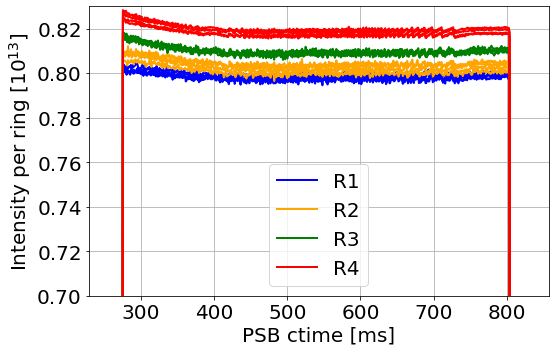 Intensity per ring [10¹³]
0.82
0.80
0.78
0.76
0.74
0.72
0.70
R1
R2
R3
R4
300 400 500 600 700 800
PSB ctime [ms]